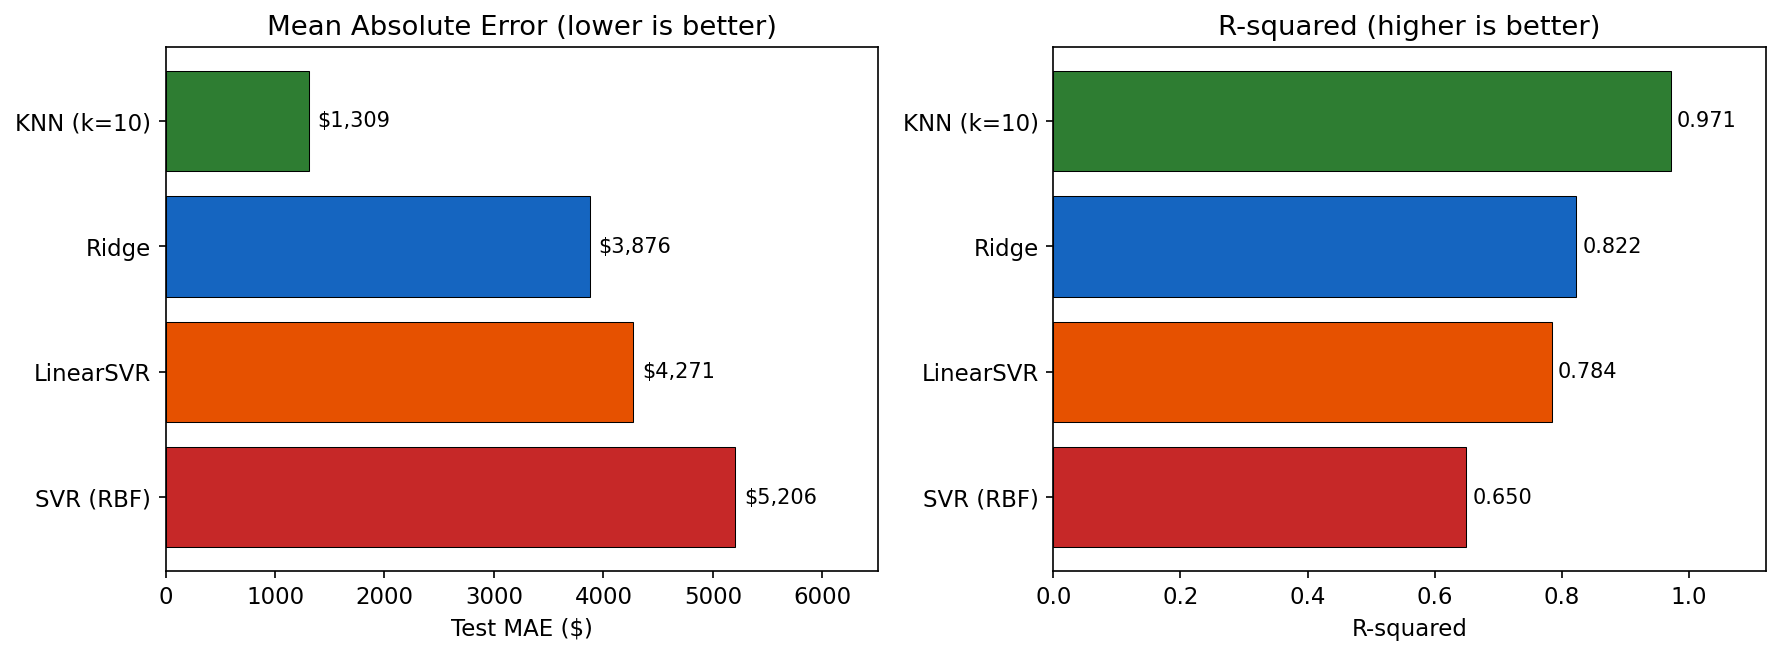 Mean Absolute Error (lower is better)
KNN (k=10)
$1,309
Ridge
$3,876
LinearSVR
$4,271
SVR (RBF)
$5,206
0 1000 2000 3000 4000 5000 6000
Test MAE ($)
R-squared (higher is better)
KNN (k=10)
0.971
Ridge
0.822
LinearSVR
0.784
SVR (RBF)
0.650
0.0 0.2 0.4 0.6 0.8 1.0
R-squared